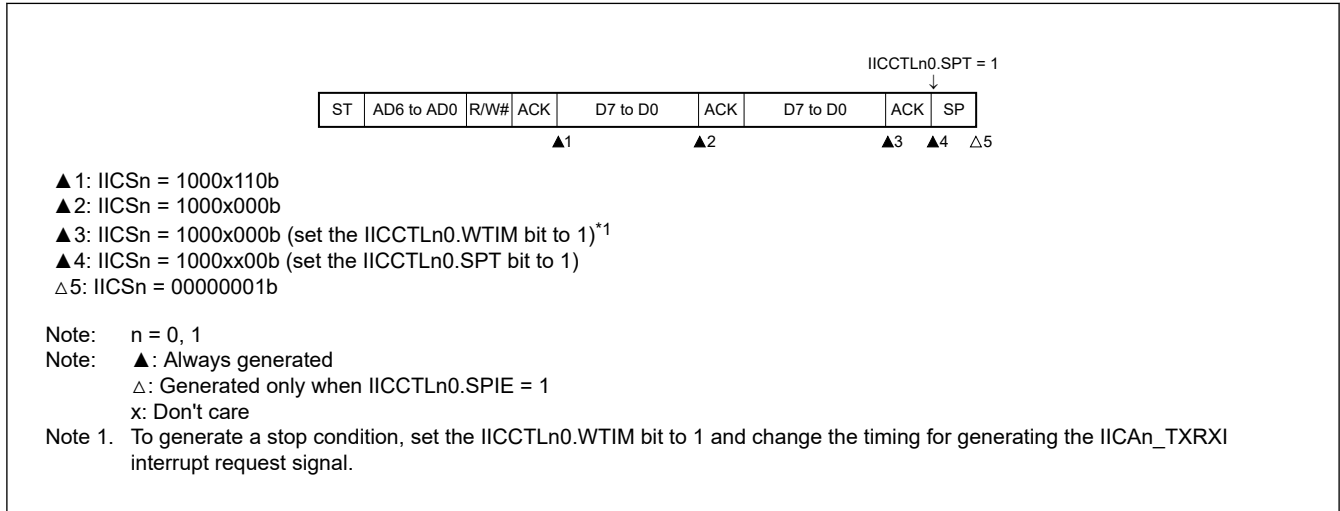 IICCTLn0.SPT = 1
↓
ST AD6 to AD0 R/W# ACK D7 to D0 ACK D7 to D0 ACK SP
▲1 ▲2 ▲3 ▲4 △5
▲1: IICSn = 1000x110b
▲2: IICSn = 1000x000b
▲3: IICSn = 1000x000b (set the IICCTLn0.WTIM bit to 1)*1
▲4: IICSn = 1000xx00b (set the IICCTLn0.SPT bit to 1)
△5: IICSn = 00000001b
Note: n = 0, 1
Note: ▲: Always generated
△: Generated only when IICCTLn0.SPIE = 1
x: Don't care
Note 1. To generate a stop condition, set the IICCTLn0.WTIM bit to 1 and change the timing for generating the IICAn_TXRXI
interrupt request signal.